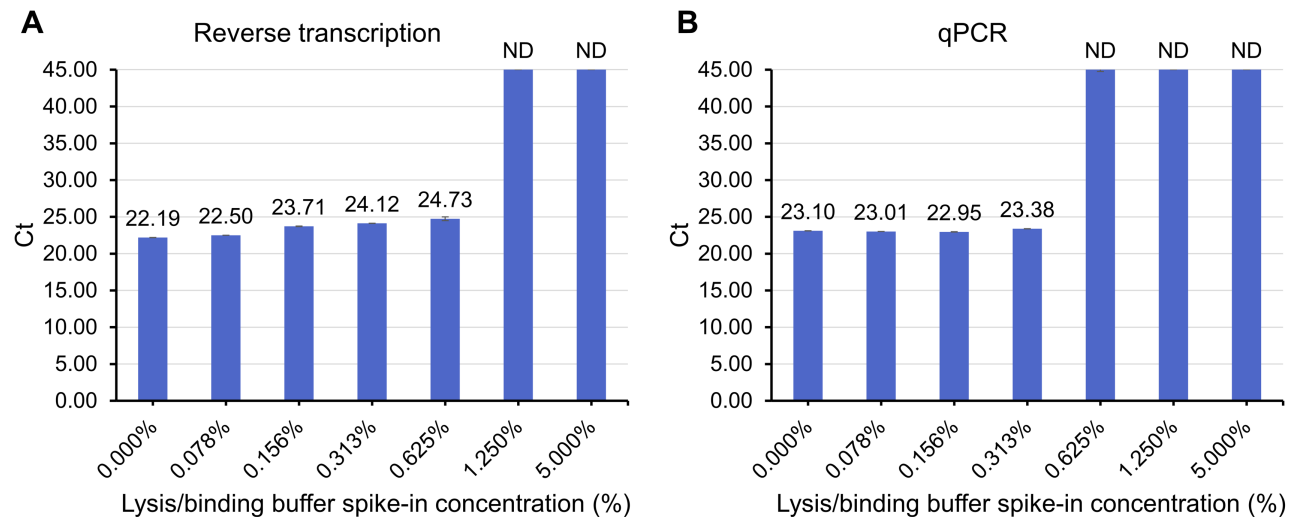 A
Reverse transcription
ND ND
45.00
40.00
35.00
30.00
25.00
20.00
15.00
10.00
5.00
0.00
Ct
22.19 22.50 23.71 24.12 24.73
0.000% 0.078% 0.156% 0.313% 0.625% 1.250% 5.000%
Lysis/binding buffer spike-in concentration (%)
B
qPCR
ND ND ND
45.00
40.00
35.00
30.00
25.00
20.00
15.00
10.00
5.00
0.00
Ct
23.10 23.01 22.95 23.38
0.000% 0.078% 0.156% 0.313% 0.625% 1.250% 5.000%
Lysis/binding buffer spike-in concentration (%)